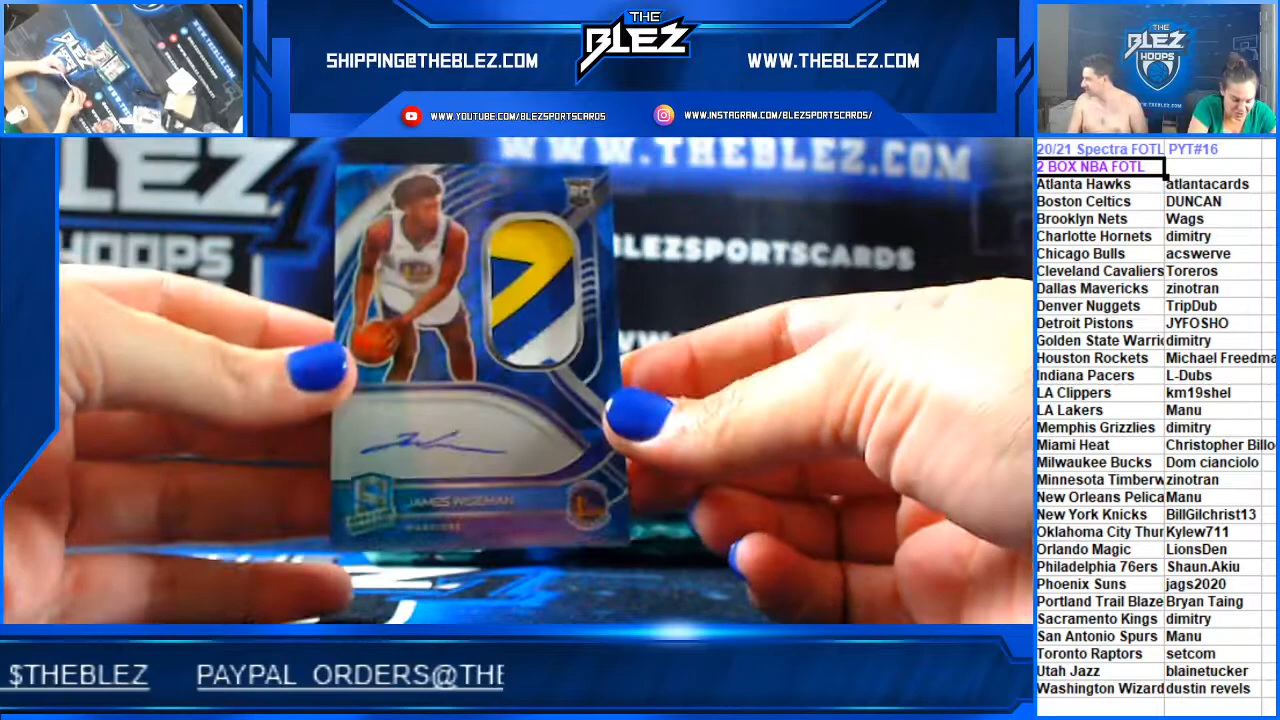 THE
BLEZ
SHIPPING@THEBLEZ.COM
WWW.THEBLEZ.COM
WWW.YOUTUBE.COM/BLEZSPORTSCARDS
WWW.INSTAGRAM.COM/BLEZSPORTSCARDS/
THE
BLEZ
HOOPS
WWW.THEBLEZ.COM
WWW.THEBLEZ.COM
BLEZ
HOOPS
BLEZSPORTSCARDS
RC
JAMES WISEMAN
WARRIORS
20/21 Spectra FOTL PYT#16
2 BOX NBA FOTL
Atlanta Hawks atlantacards
Boston Celtics DUNCAN
Brooklyn Nets Wags
Charlotte Hornets dimitry
Chicago Bulls acswerve
Cleveland Cavaliers Toreros
Dallas Mavericks zinotran
Denver Nuggets TripDub
Detroit Pistons JYFOSHO
Golden State Warri dimitry
Houston Rockets Michael Freedma
Indiana Pacers L-Dubs
LA Clippers km19shel
LA Lakers Manu
Memphis Grizzlies dimitry
Miami Heat Christopher Billo
Milwaukee Bucks Dom cianciolo
Minnesota Timberw zinotran
New Orleans Pelica Manu
New York Knicks BillGilchrist13
Oklahoma City Thur Kylew711
Orlando Magic LionsDen
Philadelphia 76ers Shaun.Akiu
Phoenix Suns jags2020
Portland Trail Blaze Bryan Taing
Sacramento Kings dimitry
San Antonio Spurs Manu
Toronto Raptors setcom
Utah Jazz blainetucker
Washington Wizard dustin revels
$THEBLEZ PAYPAL ORDERS@THE